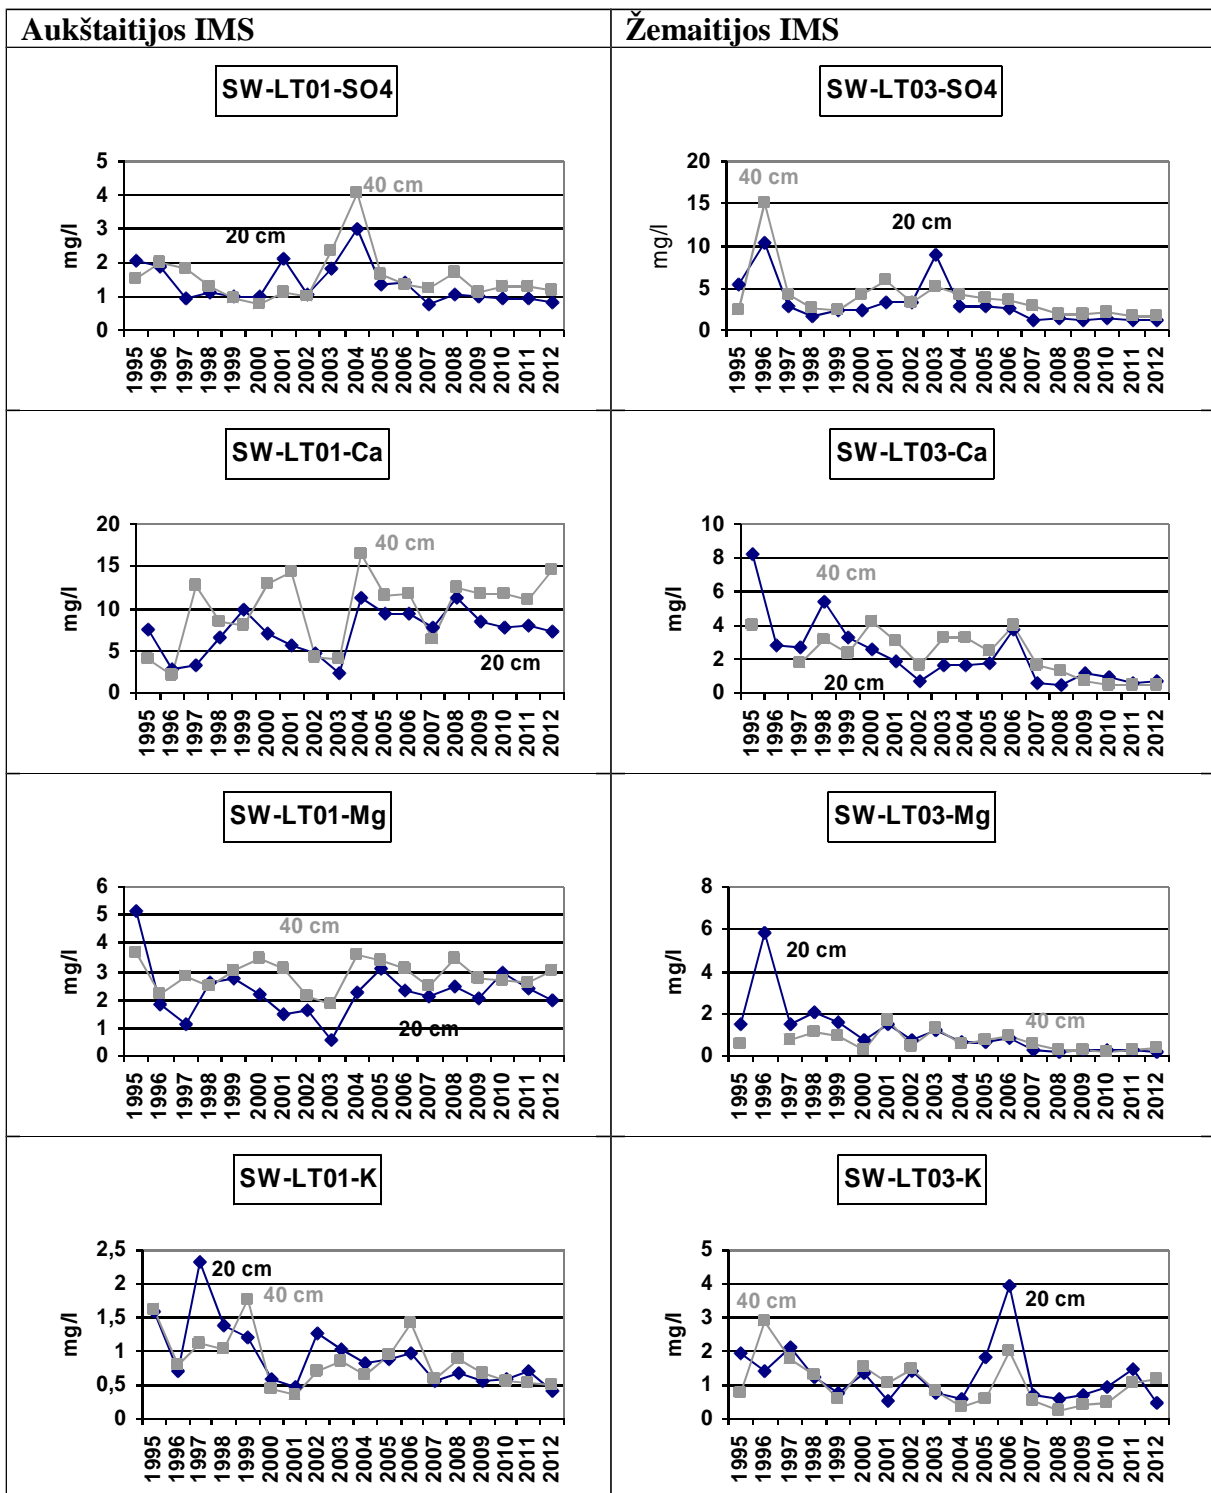 Aukštaitijos IMS
Žemaitijos IMS
SW-LT01-SO4
mg/l
5
4
3
2
1
0
40 cm
20 cm
1995 1996 1997 1998 1999 2000 2001 2002 2003 2004 2005 2006 2007 2008 2009 2010 2011 2012
SW-LT03-SO4
mg/l
20
15
10
5
0
40 cm
20 cm
1995 1996 1997 1998 1999 2000 2001 2002 2003 2004 2005 2006 2007 2008 2009 2010 2011 2012
SW-LT01-Ca
mg/l
20
15
10
5
0
40 cm
20 cm
1995 1996 1997 1998 1999 2000 2001 2002 2003 2004 2005 2006 2007 2008 2009 2010 2011 2012
SW-LT03-Ca
mg/l
10
8
6
4
2
0
40 cm
20 cm
1995 1996 1997 1998 1999 2000 2001 2002 2003 2004 2005 2006 2007 2008 2009 2010 2011 2012
SW-LT01-Mg
mg/l
6
5
4
3
2
1
0
40 cm
20 cm
1995 1996 1997 1998 1999 2000 2001 2002 2003 2004 2005 2006 2007 2008 2009 2010 2011 2012
SW-LT03-Mg
mg/l
8
6
4
2
0
20 cm
40 cm
1995 1996 1997 1998 1999 2000 2001 2002 2003 2004 2005 2006 2007 2008 2009 2010 2011 2012
SW-LT01-K
mg/l
2,5
2
1,5
1
0,5
0
20 cm
40 cm
1995 1996 1997 1998 1999 2000 2001 2002 2003 2004 2005 2006 2007 2008 2009 2010 2011 2012
SW-LT03-K
mg/l
5
4
3
2
1
0
40 cm
20 cm
1995 1996 1997 1998 1999 2000 2001 2002 2003 2004 2005 2006 2007 2008 2009 2010 2011 2012